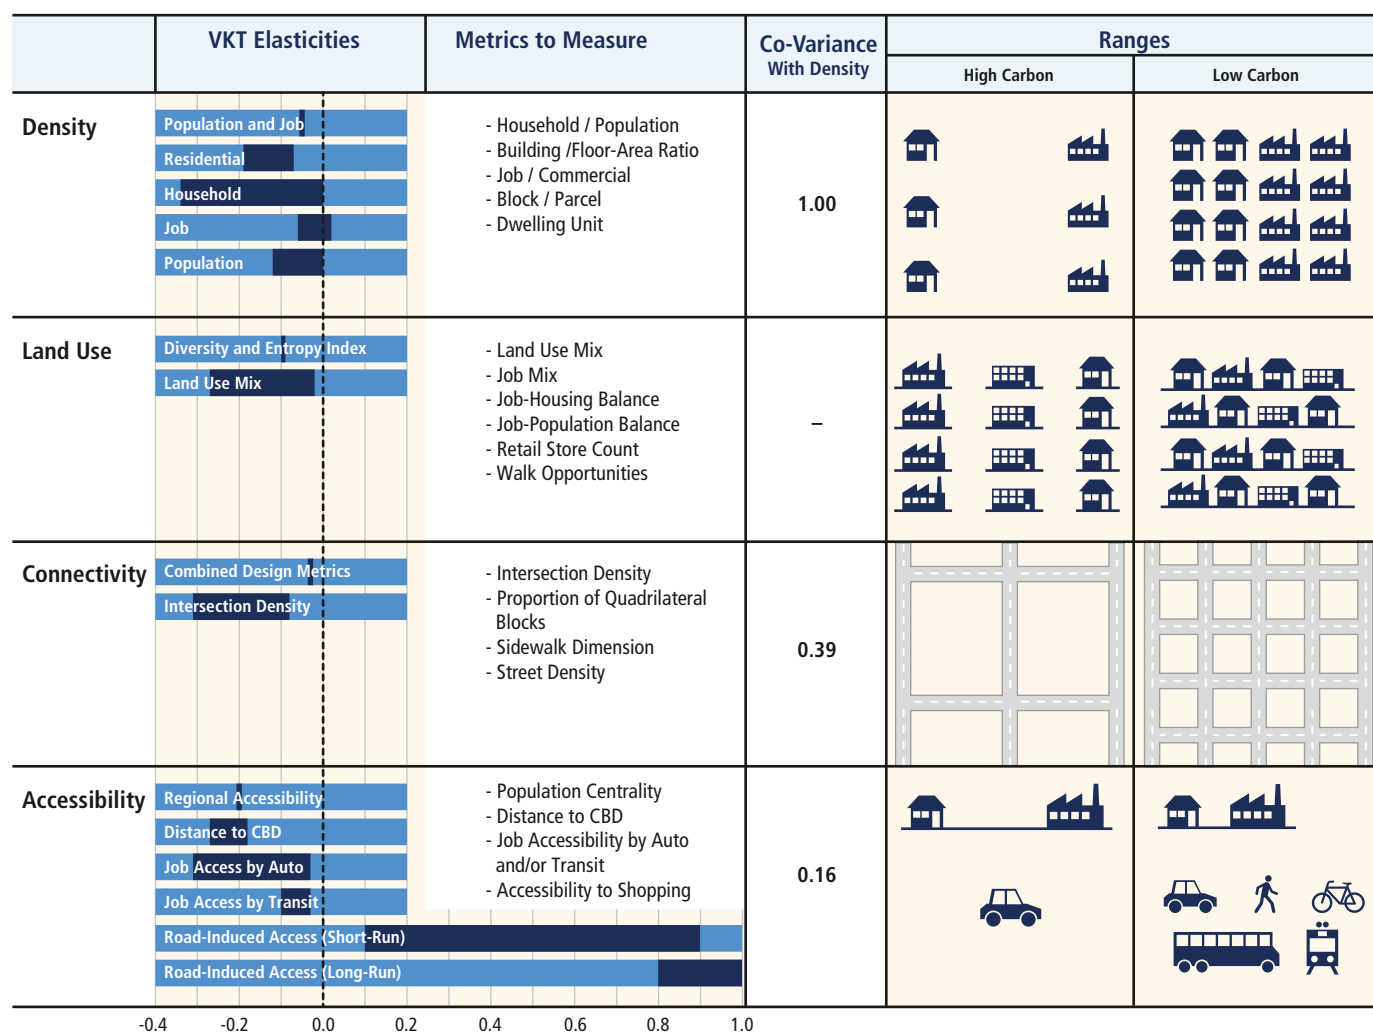 VKT Elasticities
Metrics to Measure
Co-Variance
With Density
Ranges
High Carbon
Low Carbon
Density
Population and Job
Residential
Household
Job
Population
- Household / Population
- Building /Floor-Area Ratio
- Job / Commercial
- Block / Parcel
- Dwelling Unit
1.00
Land Use
Diversity and Entropy Index
Land Use Mix
- Land Use Mix
- Job Mix
- Job-Housing Balance
- Job-Population Balance
- Retail Store Count
- Walk Opportunities
–
Connectivity
Combined Design Metrics
Intersection Density
- Intersection Density
- Proportion of Quadrilateral
Blocks
- Sidewalk Dimension
- Street Density
0.39
Accessibility
Regional Accessibility
Distance to CBD
Job Access by Auto
Job Access by Transit
Road-Induced Access (Short-Run)
Road-Induced Access (Long-Run)
- Population Centrality
- Distance to CBD
- Job Accessibility by Auto
and/or Transit
- Accessibility to Shopping
0.16
-0.4 -0.2 0.0 0.2 0.4 0.6 0.8 1.0